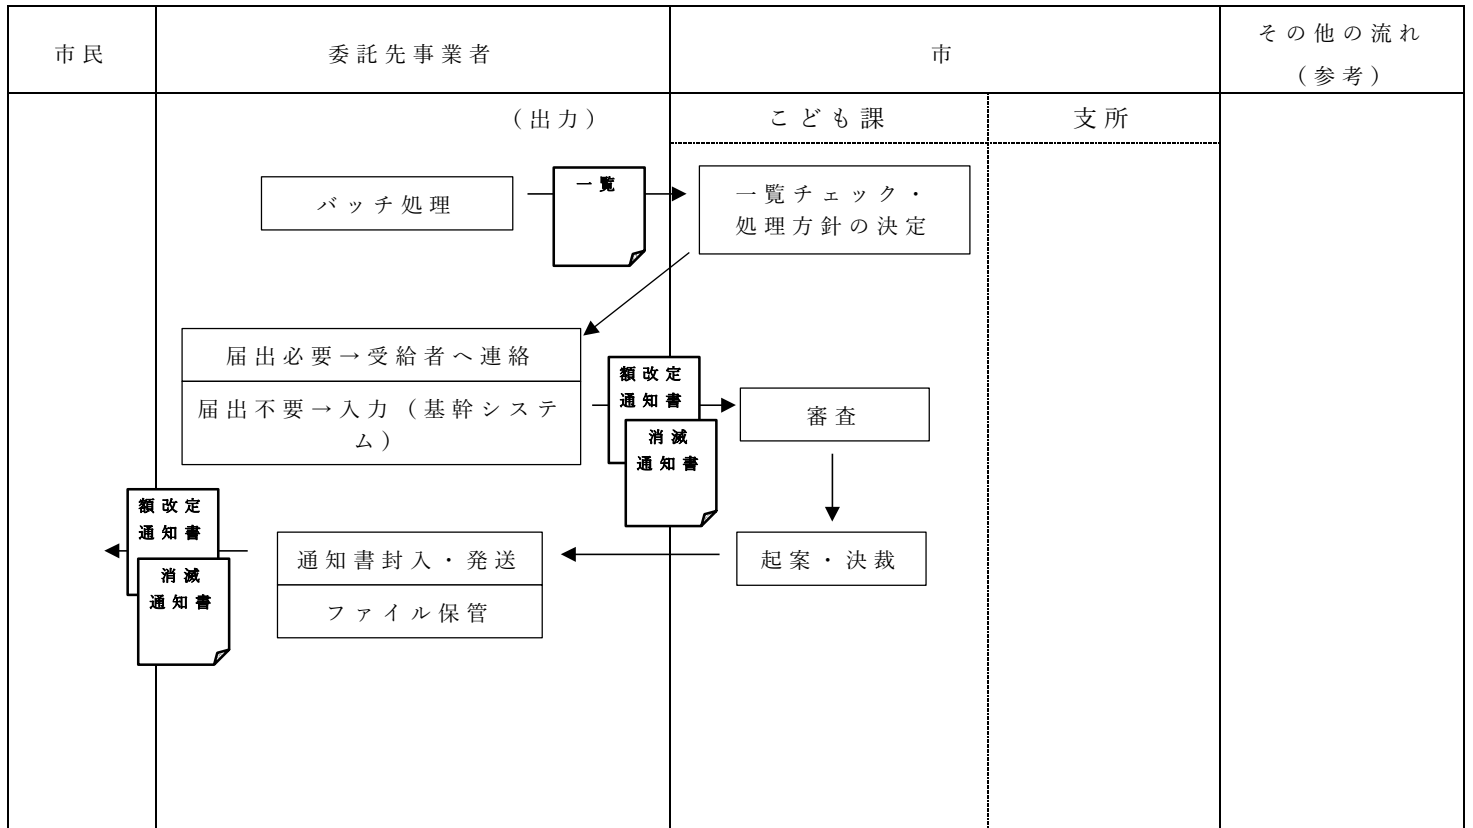 市民
委託先事業者
市
その他の流れ
（参考）
（出力）
こども課
支所
バッチ処理
一覧
一覧チェック・
処理方針の決定
届出必要→受給者へ連絡
届出不要→入力（基幹システ
ム）
額改定
通知書
消滅
通知書
審査
額改定
通知書
消滅
通知書
通知書封入・発送
ファイル保管
起案・決裁